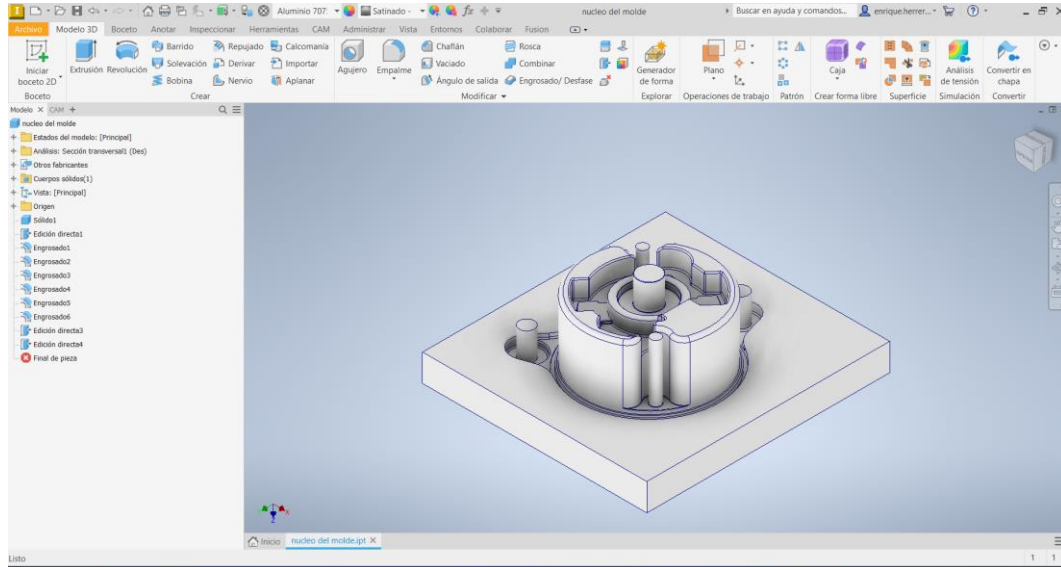 Aluminio 707:
Satinado -
nucleo del molde
Buscar en ayuda y comandos...
enrique.herrer...
Archivo Modelo 3D Boceto Anotar Inspeccionar Herramientas CAM Administrar Vista Entornos Colaborar Fusion
Iniciar boceto 2D
Extrusión Revolución
Barrido Repujado Calcomanía
Solevación Derivar Importar
Bobina Nervio Aplanar
Agujero Empalme
Chaflán Rosca
Vaciado Combinar
Ángulo de salida Engrosado/ Desfase
Generador de forma
Plano
Caja
Análisis de tensión
Convertir en chapa
Boceto Crear Modificar Explorar Operaciones de trabajo Patrón Crear forma libre Superficie Simulación Convertir
Modelo CAM
nucleo del molde
Estados del modelo: [Principal]
Análisis: Sección transversal1 (Des)
Otros fabricantes
Cuerpos sólidos(1)
Vista: [Principal]
Origen
Sólido1
Edición directa1
Engrosado1
Engrosado2
Engrosado3
Engrosado4
Engrosado5
Engrosado6
Edición directa3
Edición directa4
Final de pieza
X
Z
Inicio nucleo del molde.ipt
Listo 1 1